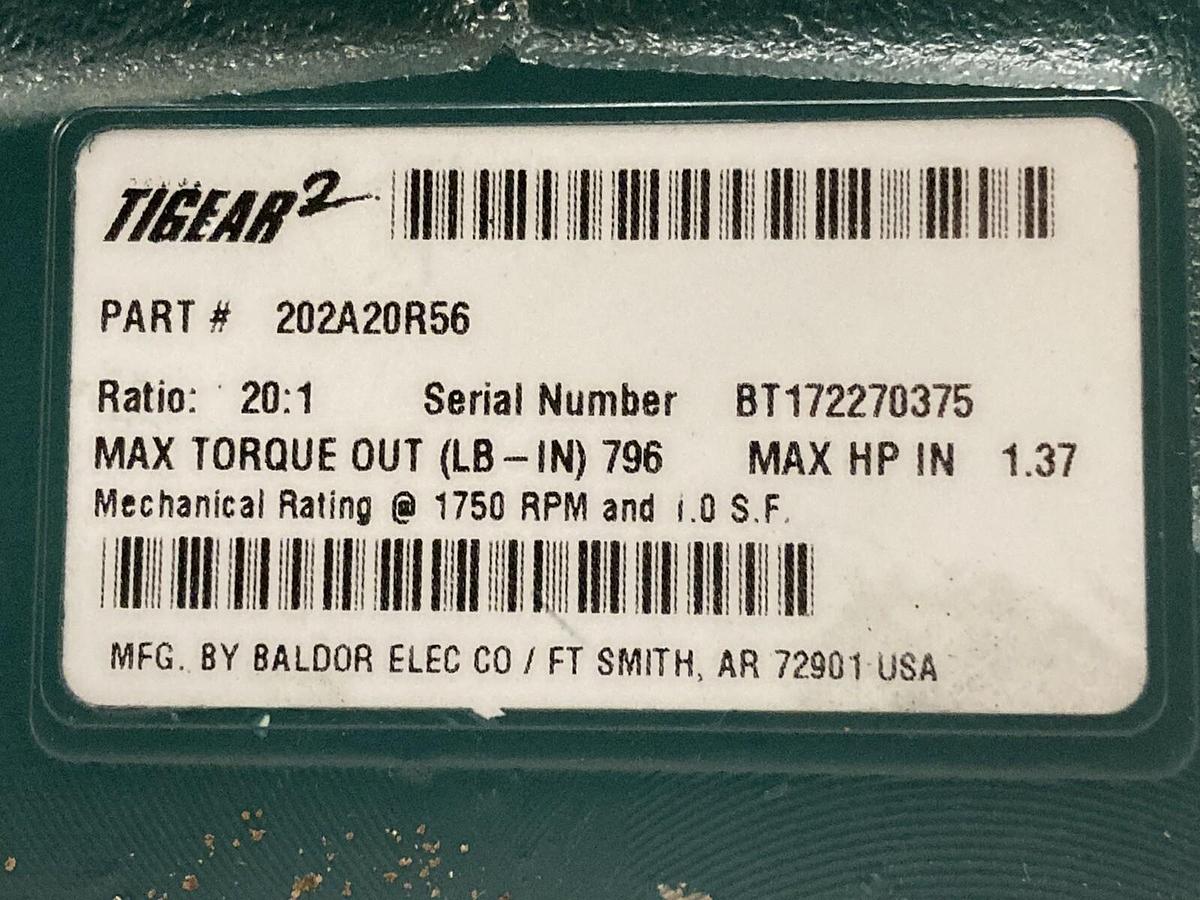 TIGEAR2
PART # 202A20R56
Ratio: 20:1 Serial Number BT172270375
MAX TORQUE OUT (LB-IN) 796 MAX HP IN 1.37
Mechanical Rating @ 1750 RPM and 1.0 S.F.
MFG. BY BALDOR ELEC CO / FT SMITH, AR 72901 USA